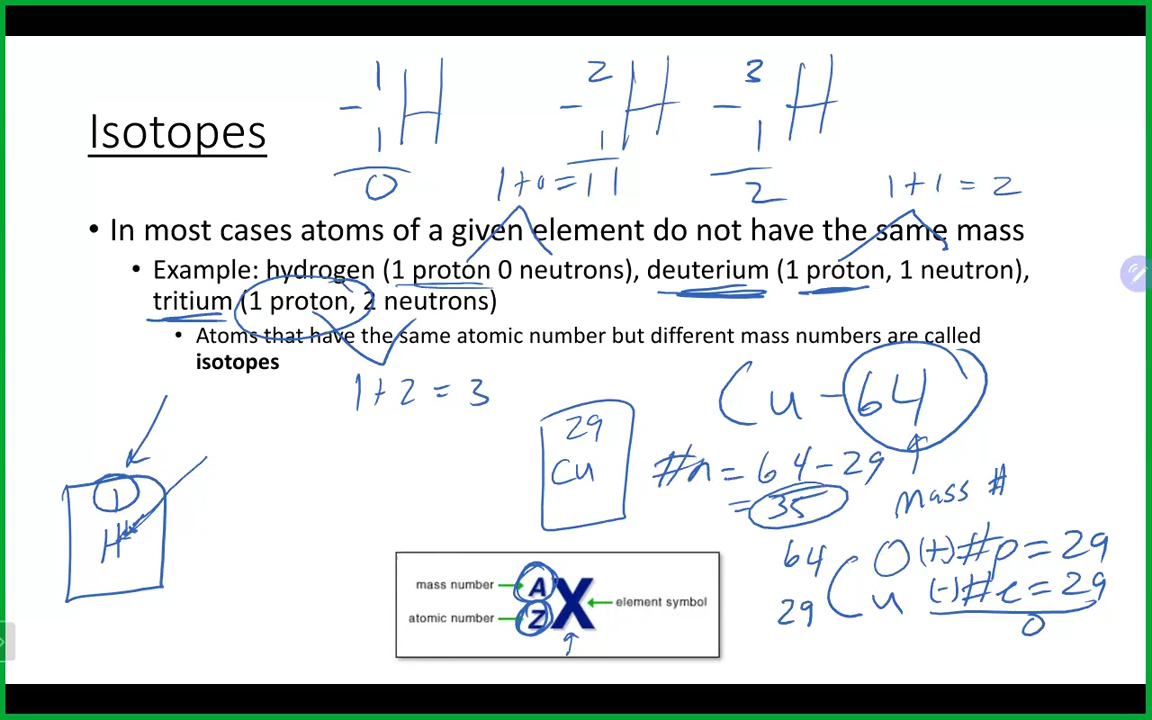 1 2 3
- H - H - H
1 1 1
Isotopes
0 1+0=1 1 2 1+1=2
• In most cases atoms of a given element do not have the same mass
• Example: hydrogen (1 proton 0 neutrons), deuterium (1 proton, 1 neutron),
tritium (1 proton, 2 neutrons)
• Atoms that have the same atomic number but different mass numbers are called
isotopes
1+2=3
Cu-64
29
Cu
#n=64-29
=35
mass #
1
H
mass number A
X element symbol
atomic number Z
64
Cu
29
0
(+)#p=29
(-)#e=29
0